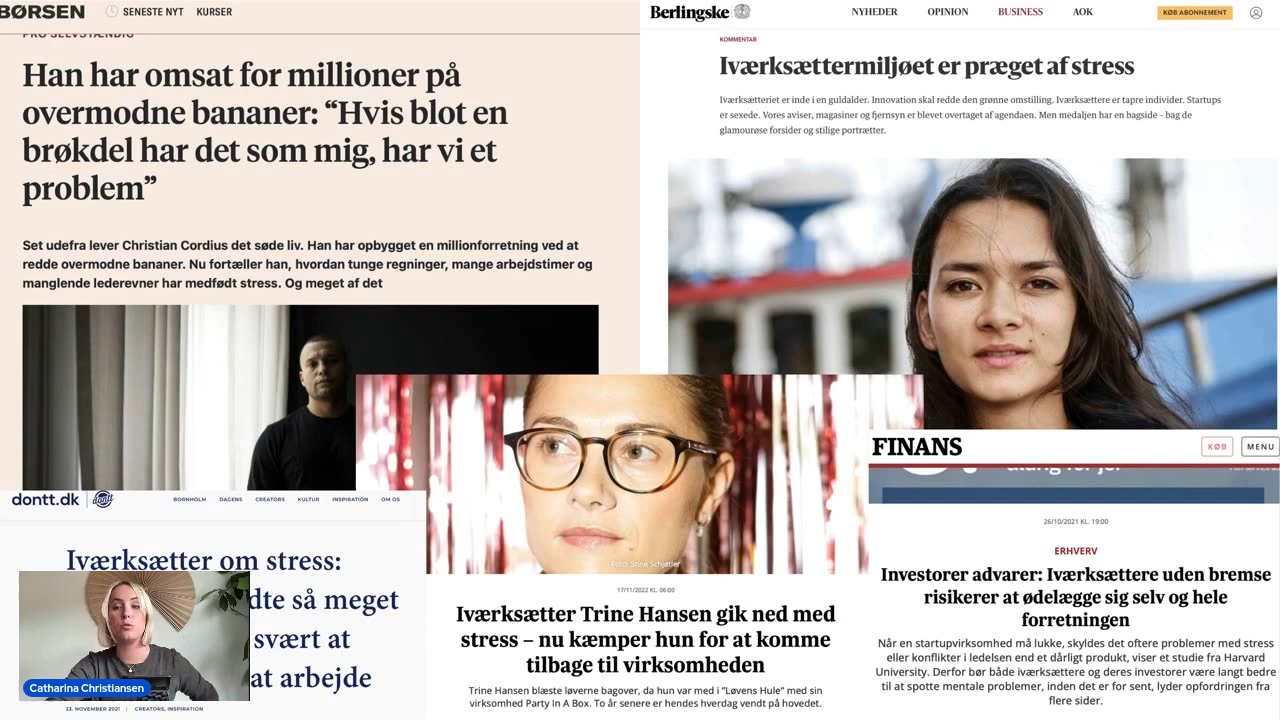 BØRSEN
SENESTE NYT
KURSER
PRO SELVSTÆNDIG
Han har omsat for millioner på
overmodne bananer: “Hvis blot en
brøkdel har det som mig, har vi et
problem”
Set udefra lever Christian Cordius det søde liv. Han har opbygget en millionforretning ved at
redde overmodne bananer. Nu fortæller han, hvordan tunge regninger, mange arbejdstimer og
manglende lederevner har medfødt stress. Og meget af det
Berlingske
NYHEDER
OPINION
BUSINESS
AOK
KØB ABONNEMENT
KOMMENTAR
Iværksættermiljøet er præget af stress
Iværksætteriet er inde i en guldalder. Innovation skal redde den grønne omstilling. Iværksættere er tapre individer. Startups
er sexede. Vores aviser, magasiner og fjernsyn er blevet overtaget af agendaen. Men medaljen har en bagside – bag de
glamourøse forsider og stilige portrætter.
dontt.dk
BORNHOLM
DAGENS
CREATORS
KULTUR
INSPIRATION
OM OS
Iværksætter om stress:
dte så meget
svært at
at arbejde
Catharina Christiansen
23. NOVEMBER 2021 | CREATORS, INSPIRATION
Foto: Stine Schjøtler
17/11/2022 KL. 06:00
Iværksætter Trine Hansen gik ned med
stress – nu kæmper hun for at komme
tilbage til virksomheden
Trine Hansen blæste løverne bagover, da hun var med i ”Løvens Hule” med sin
virksomhed Party In A Box. To år senere er hendes hverdag vendt på hovedet.
FINANS
KØB
MENU
26/10/2021 KL. 19:00
ERHVERV
Investorer advarer: Iværksættere uden bremse
risikerer at ødelægge sig selv og hele
forretningen
Når en startupvirksomhed må lukke, skyldes det oftere problemer med stress
eller konflikter i ledelsen end et dårligt produkt, viser et studie fra Harvard
University. Derfor bør både iværksættere og deres investorer være langt bedre
til at spotte mentale problemer, inden det er for sent, lyder opfordringen fra
flere sider.